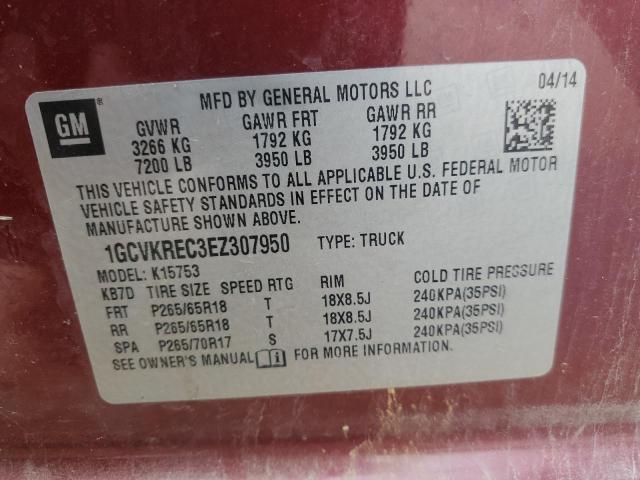 GM ®
MFD BY GENERAL MOTORS LLC 04/14
GVWR GAWR FRT GAWR RR
3266 KG 1792 KG 1792 KG
7200 LB 3950 LB 3950 LB
THIS VEHICLE CONFORMS TO ALL APPLICABLE U.S. FEDERAL MOTOR
VEHICLE SAFETY STANDARDS IN EFFECT ON THE DATE OF
MANUFACTURE SHOWN ABOVE.
1GCVKREC3EZ307950 TYPE: TRUCK
MODEL: K15753
KB7D TIRE SIZE SPEED RTG RIM COLD TIRE PRESSURE
FRT P265/65R18 T 18X8.5J 240KPA(35PSI)
RR P265/65R18 T 18X8.5J 240KPA(35PSI)
SPA P265/70R17 S 17X7.5J 240KPA(35PSI)
SEE OWNER'S MANUAL i FOR MORE INFORMATION.